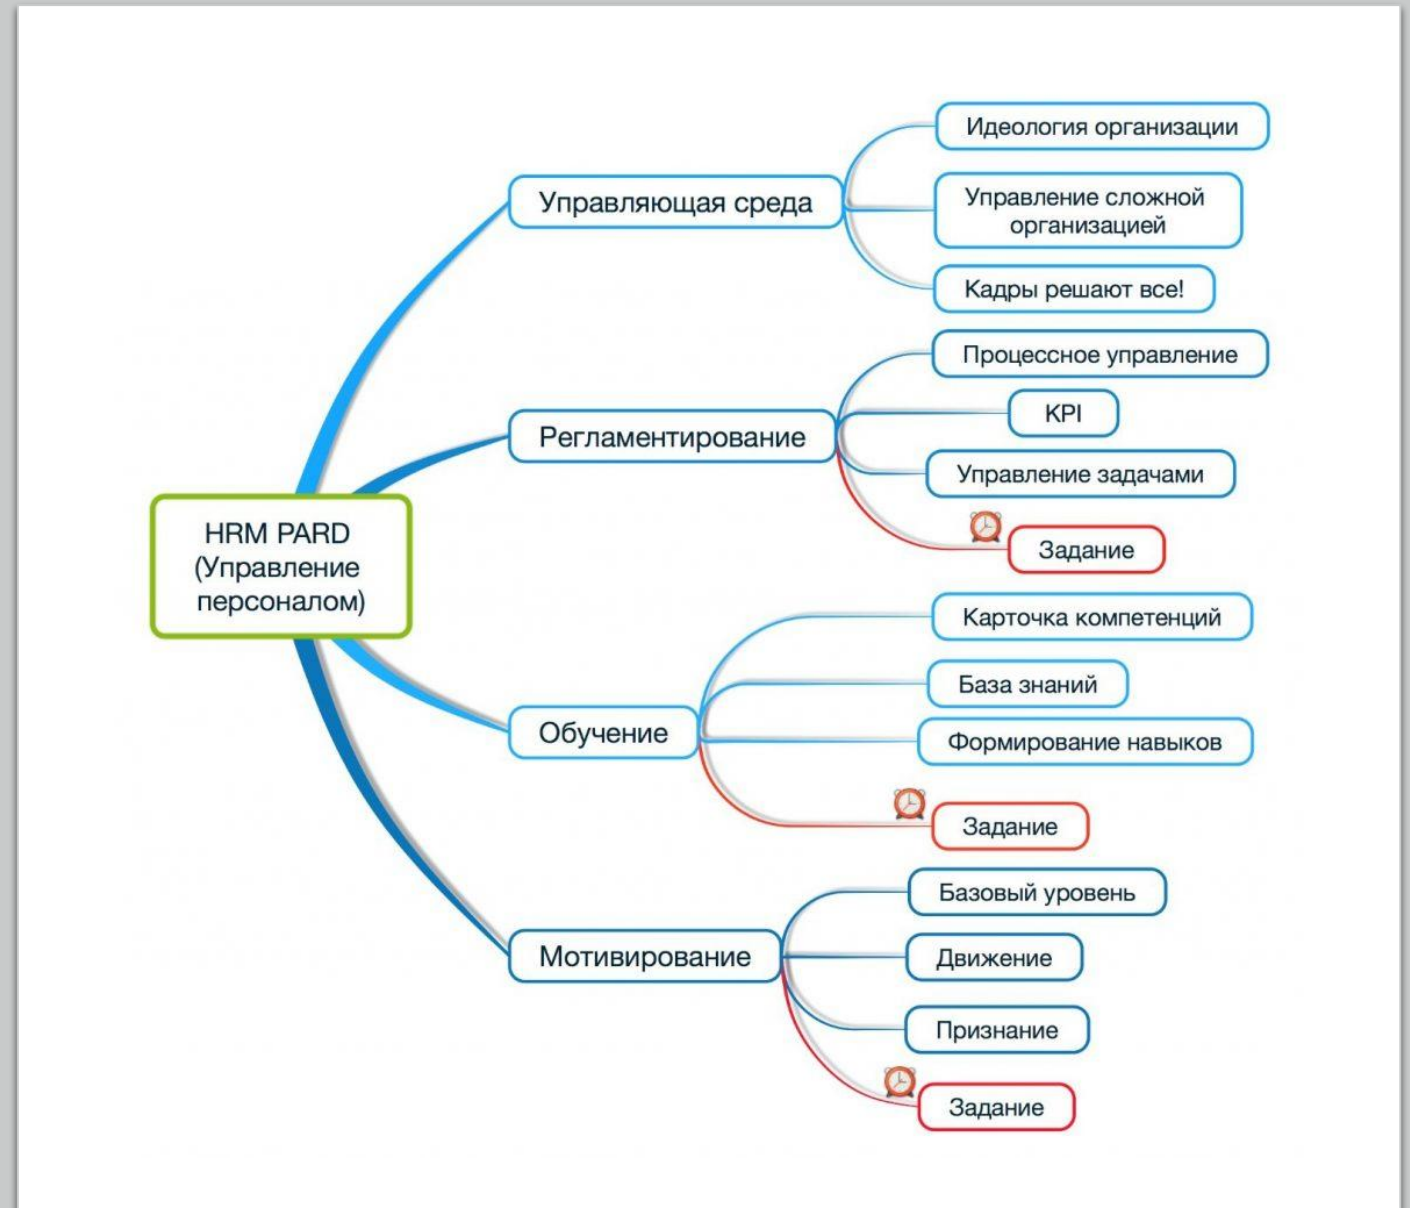 HRM PARD
(Управление
персоналом)
Управляющая среда
Идеология организации
Управление сложной
организацией
Кадры решают все!
Регламентирование
Процессное управление
KPI
Управление задачами
Задание
Обучение
Карточка компетенций
База знаний
Формирование навыков
Задание
Мотивирование
Базовый уровень
Движение
Признание
Задание